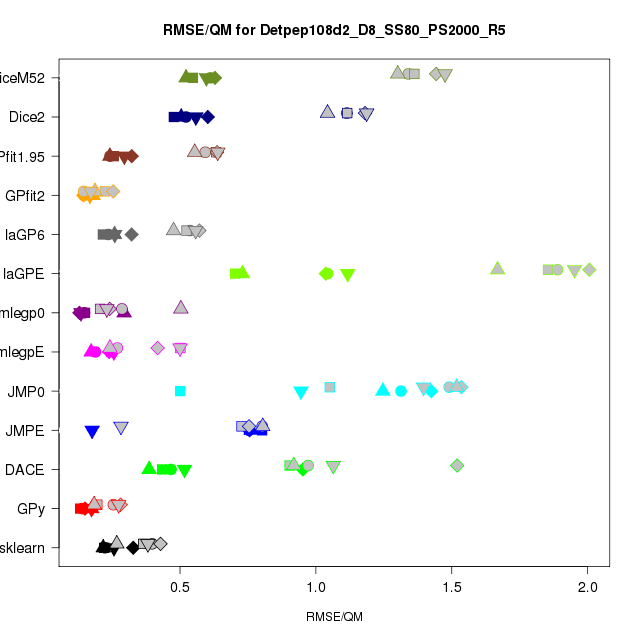 RMSE/QM for Detpep108d2_D8_SS80_PS2000_R5
iceM52
Dice2
Pfit1.95
GPfit2
laGP6
laGPE
mlegp0
mlegpE
JMP0
JMPE
DACE
GPy
sklearn
0.5 1.0 1.5 2.0
RMSE/QM